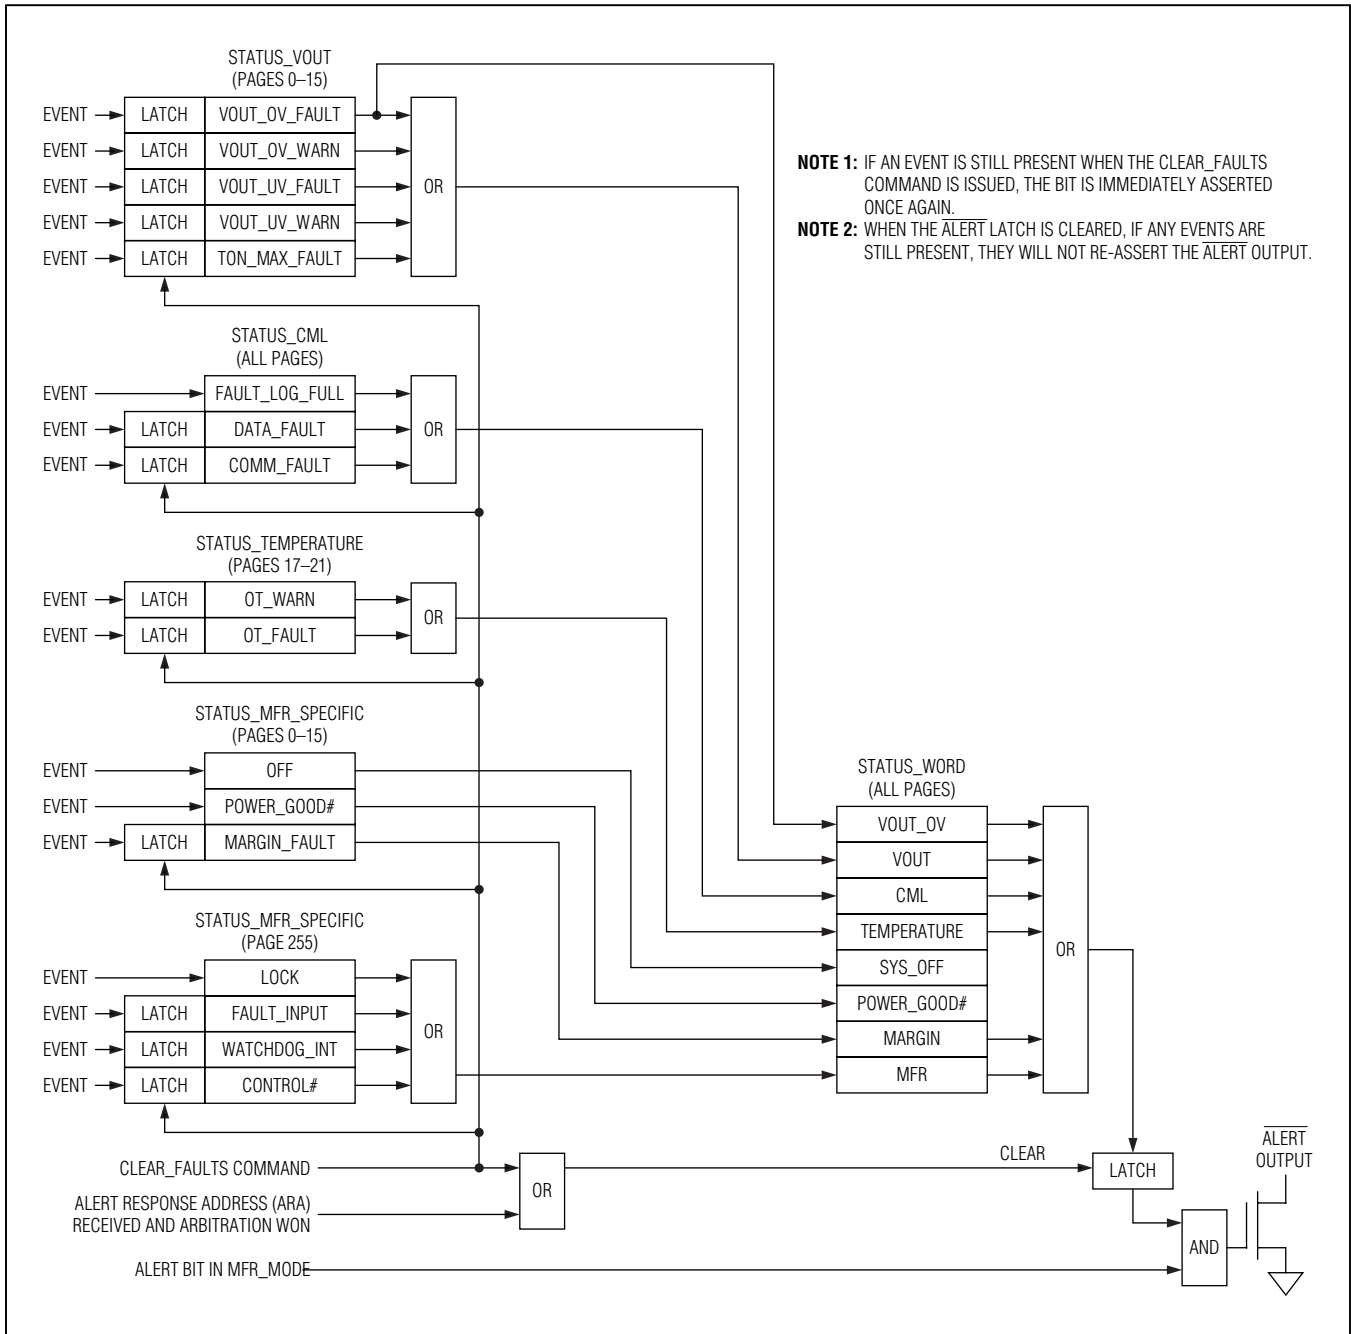 STATUS_VOUT
(PAGES 0–15)
EVENT LATCH VOUT_OV_FAULT
EVENT LATCH VOUT_OV_WARN
EVENT LATCH VOUT_UV_FAULT
EVENT LATCH VOUT_UV_WARN
EVENT LATCH TON_MAX_FAULT
OR
NOTE 1: IF AN EVENT IS STILL PRESENT WHEN THE CLEAR_FAULTS
COMMAND IS ISSUED, THE BIT IS IMMEDIATELY ASSERTED
ONCE AGAIN.
NOTE 2: WHEN THE ALERT LATCH IS CLEARED, IF ANY EVENTS ARE
STILL PRESENT, THEY WILL NOT RE-ASSERT THE ALERT OUTPUT.
STATUS_CML
(ALL PAGES)
EVENT FAULT_LOG_FULL
EVENT LATCH DATA_FAULT
EVENT LATCH COMM_FAULT
OR
STATUS_TEMPERATURE
(PAGES 17–21)
EVENT LATCH OT_WARN
EVENT LATCH OT_FAULT
OR
STATUS_MFR_SPECIFIC
(PAGES 0–15)
EVENT OFF
EVENT POWER_GOOD#
EVENT LATCH MARGIN_FAULT
STATUS_MFR_SPECIFIC
(PAGE 255)
EVENT LOCK
EVENT LATCH FAULT_INPUT
EVENT LATCH WATCHDOG_INT
EVENT LATCH CONTROL#
OR
STATUS_WORD
(ALL PAGES)
VOUT_OV
VOUT
CML
TEMPERATURE
SYS_OFF
POWER_GOOD#
MARGIN
MFR
OR
CLEAR_FAULTS COMMAND
ALERT RESPONSE ADDRESS (ARA)
RECEIVED AND ARBITRATION WON
OR
CLEAR
LATCH
ALERT
OUTPUT
ALERT BIT IN MFR_MODE
AND